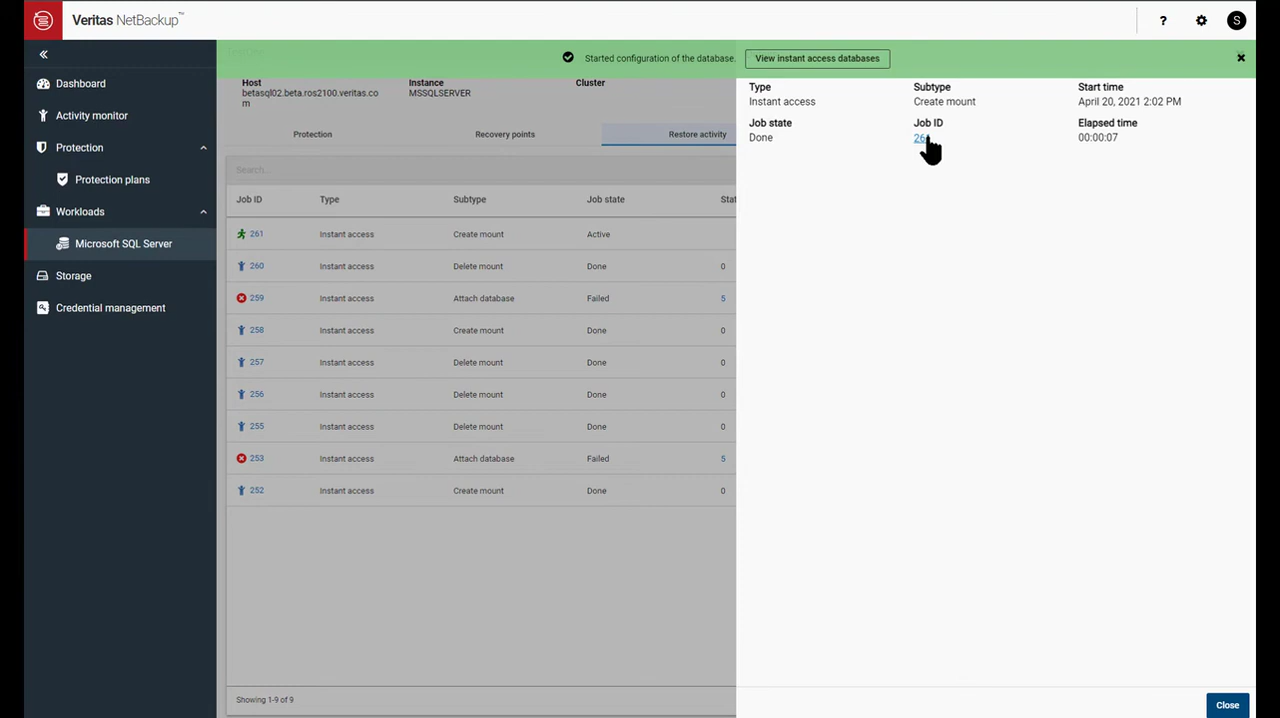 Veritas NetBackup™
?
S
Dashboard
Activity monitor
Protection
Protection plans
Workloads
Microsoft SQL Server
Storage
Credential management
Started configuration of the database.
View instant access databases
Host
betasql02.beta.ros2100.veritas.co
m
Instance
MSSQLSERVER
Cluster
Protection
Recovery points
Restore activity
Search...
Job ID Type Subtype Job state Stat
261 Instant access Create mount Active
260 Instant access Delete mount Done 0
259 Instant access Attach database Failed 5
258 Instant access Create mount Done 0
257 Instant access Delete mount Done 0
256 Instant access Delete mount Done 0
255 Instant access Delete mount Done 0
253 Instant access Attach database Failed 5
252 Instant access Create mount Done 0
Showing 1-9 of 9
Type
Instant access
Subtype
Create mount
Start time
April 20, 2021 2:02 PM
Job state
Done
Job ID
Elapsed time
00:00:07
Close